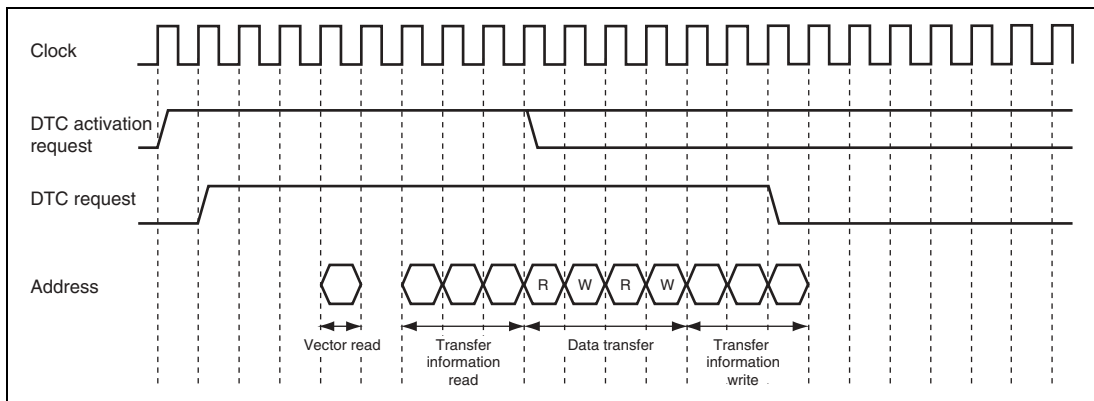 Clock
DTC activation
request
DTC request
Address
R W R W
Vector read
Transfer
information
read
Data transfer
Transfer
information
write